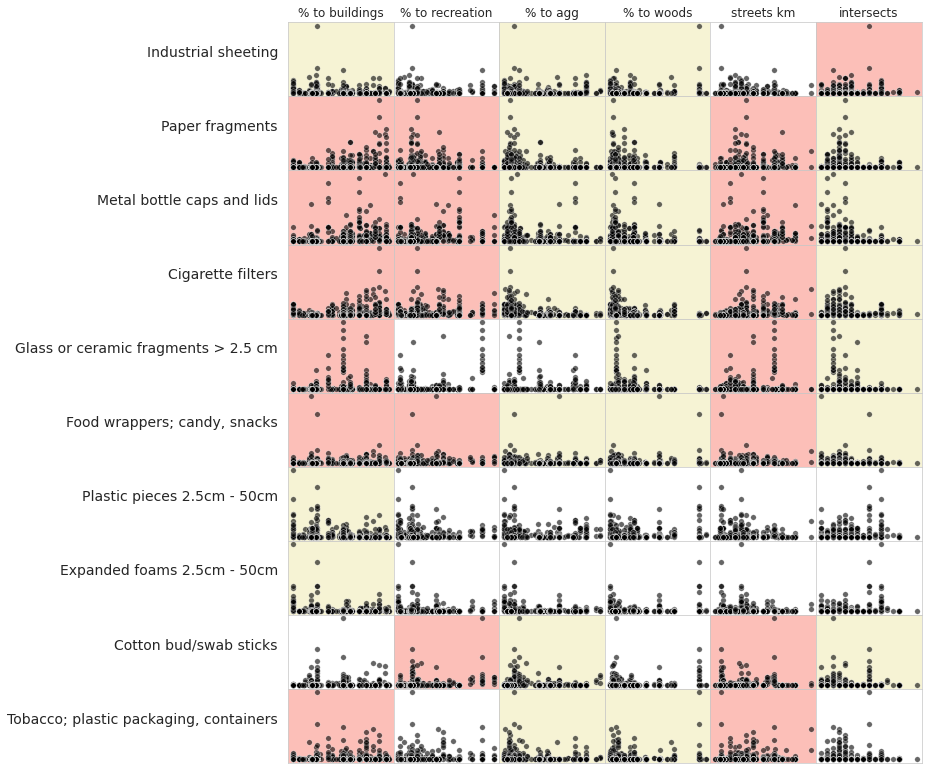 % to buildings % to recreation % to agg % to woods streets km intersects
Industrial sheeting
Paper fragments
Metal bottle caps and lids
Cigarette filters
Glass or ceramic fragments > 2.5 cm
Food wrappers; candy, snacks
Plastic pieces 2.5cm - 50cm
Expanded foams 2.5cm - 50cm
Cotton bud/swab sticks
Tobacco; plastic packaging, containers